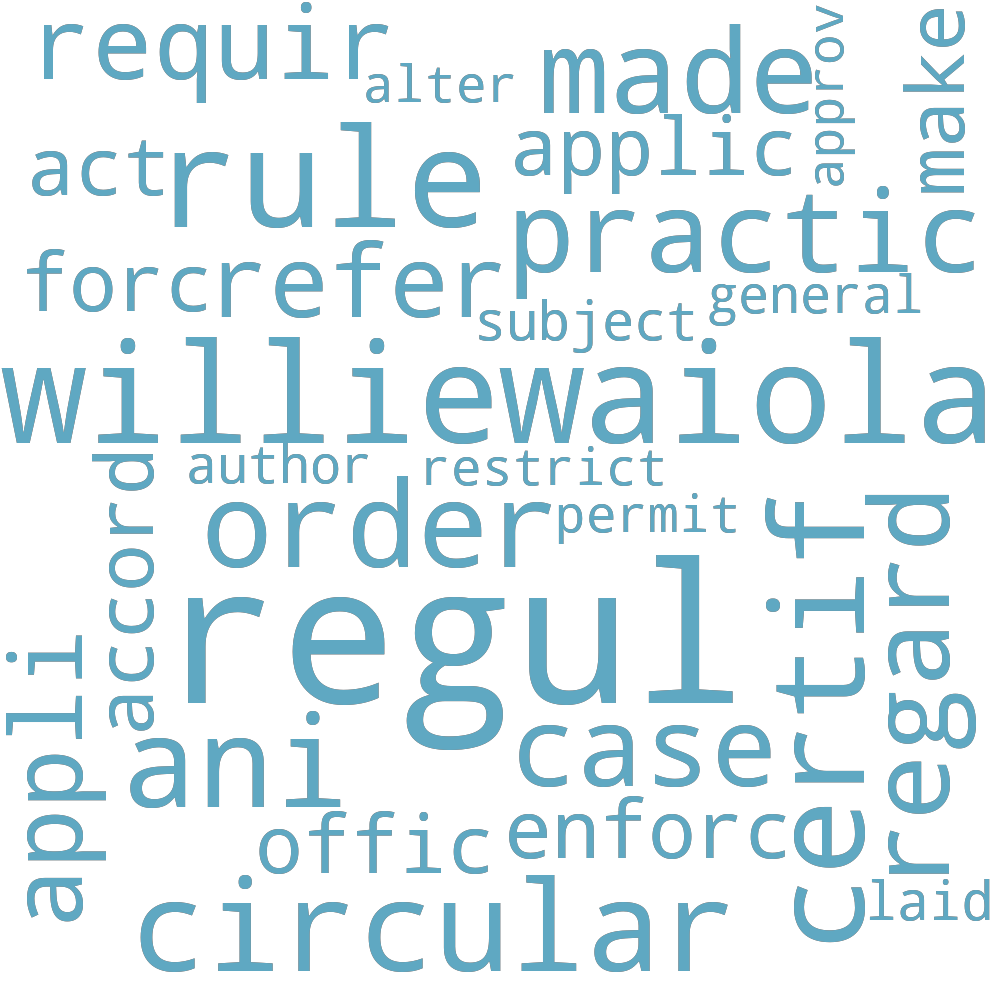 requir
alter
made
approv
make
act
rule
applic
practic
forc
refer
subject
general
williewaiola
author
restrict
accord
order
permit
certif
regard
regul
appli
ani
case
offic
enforc
circular
laid